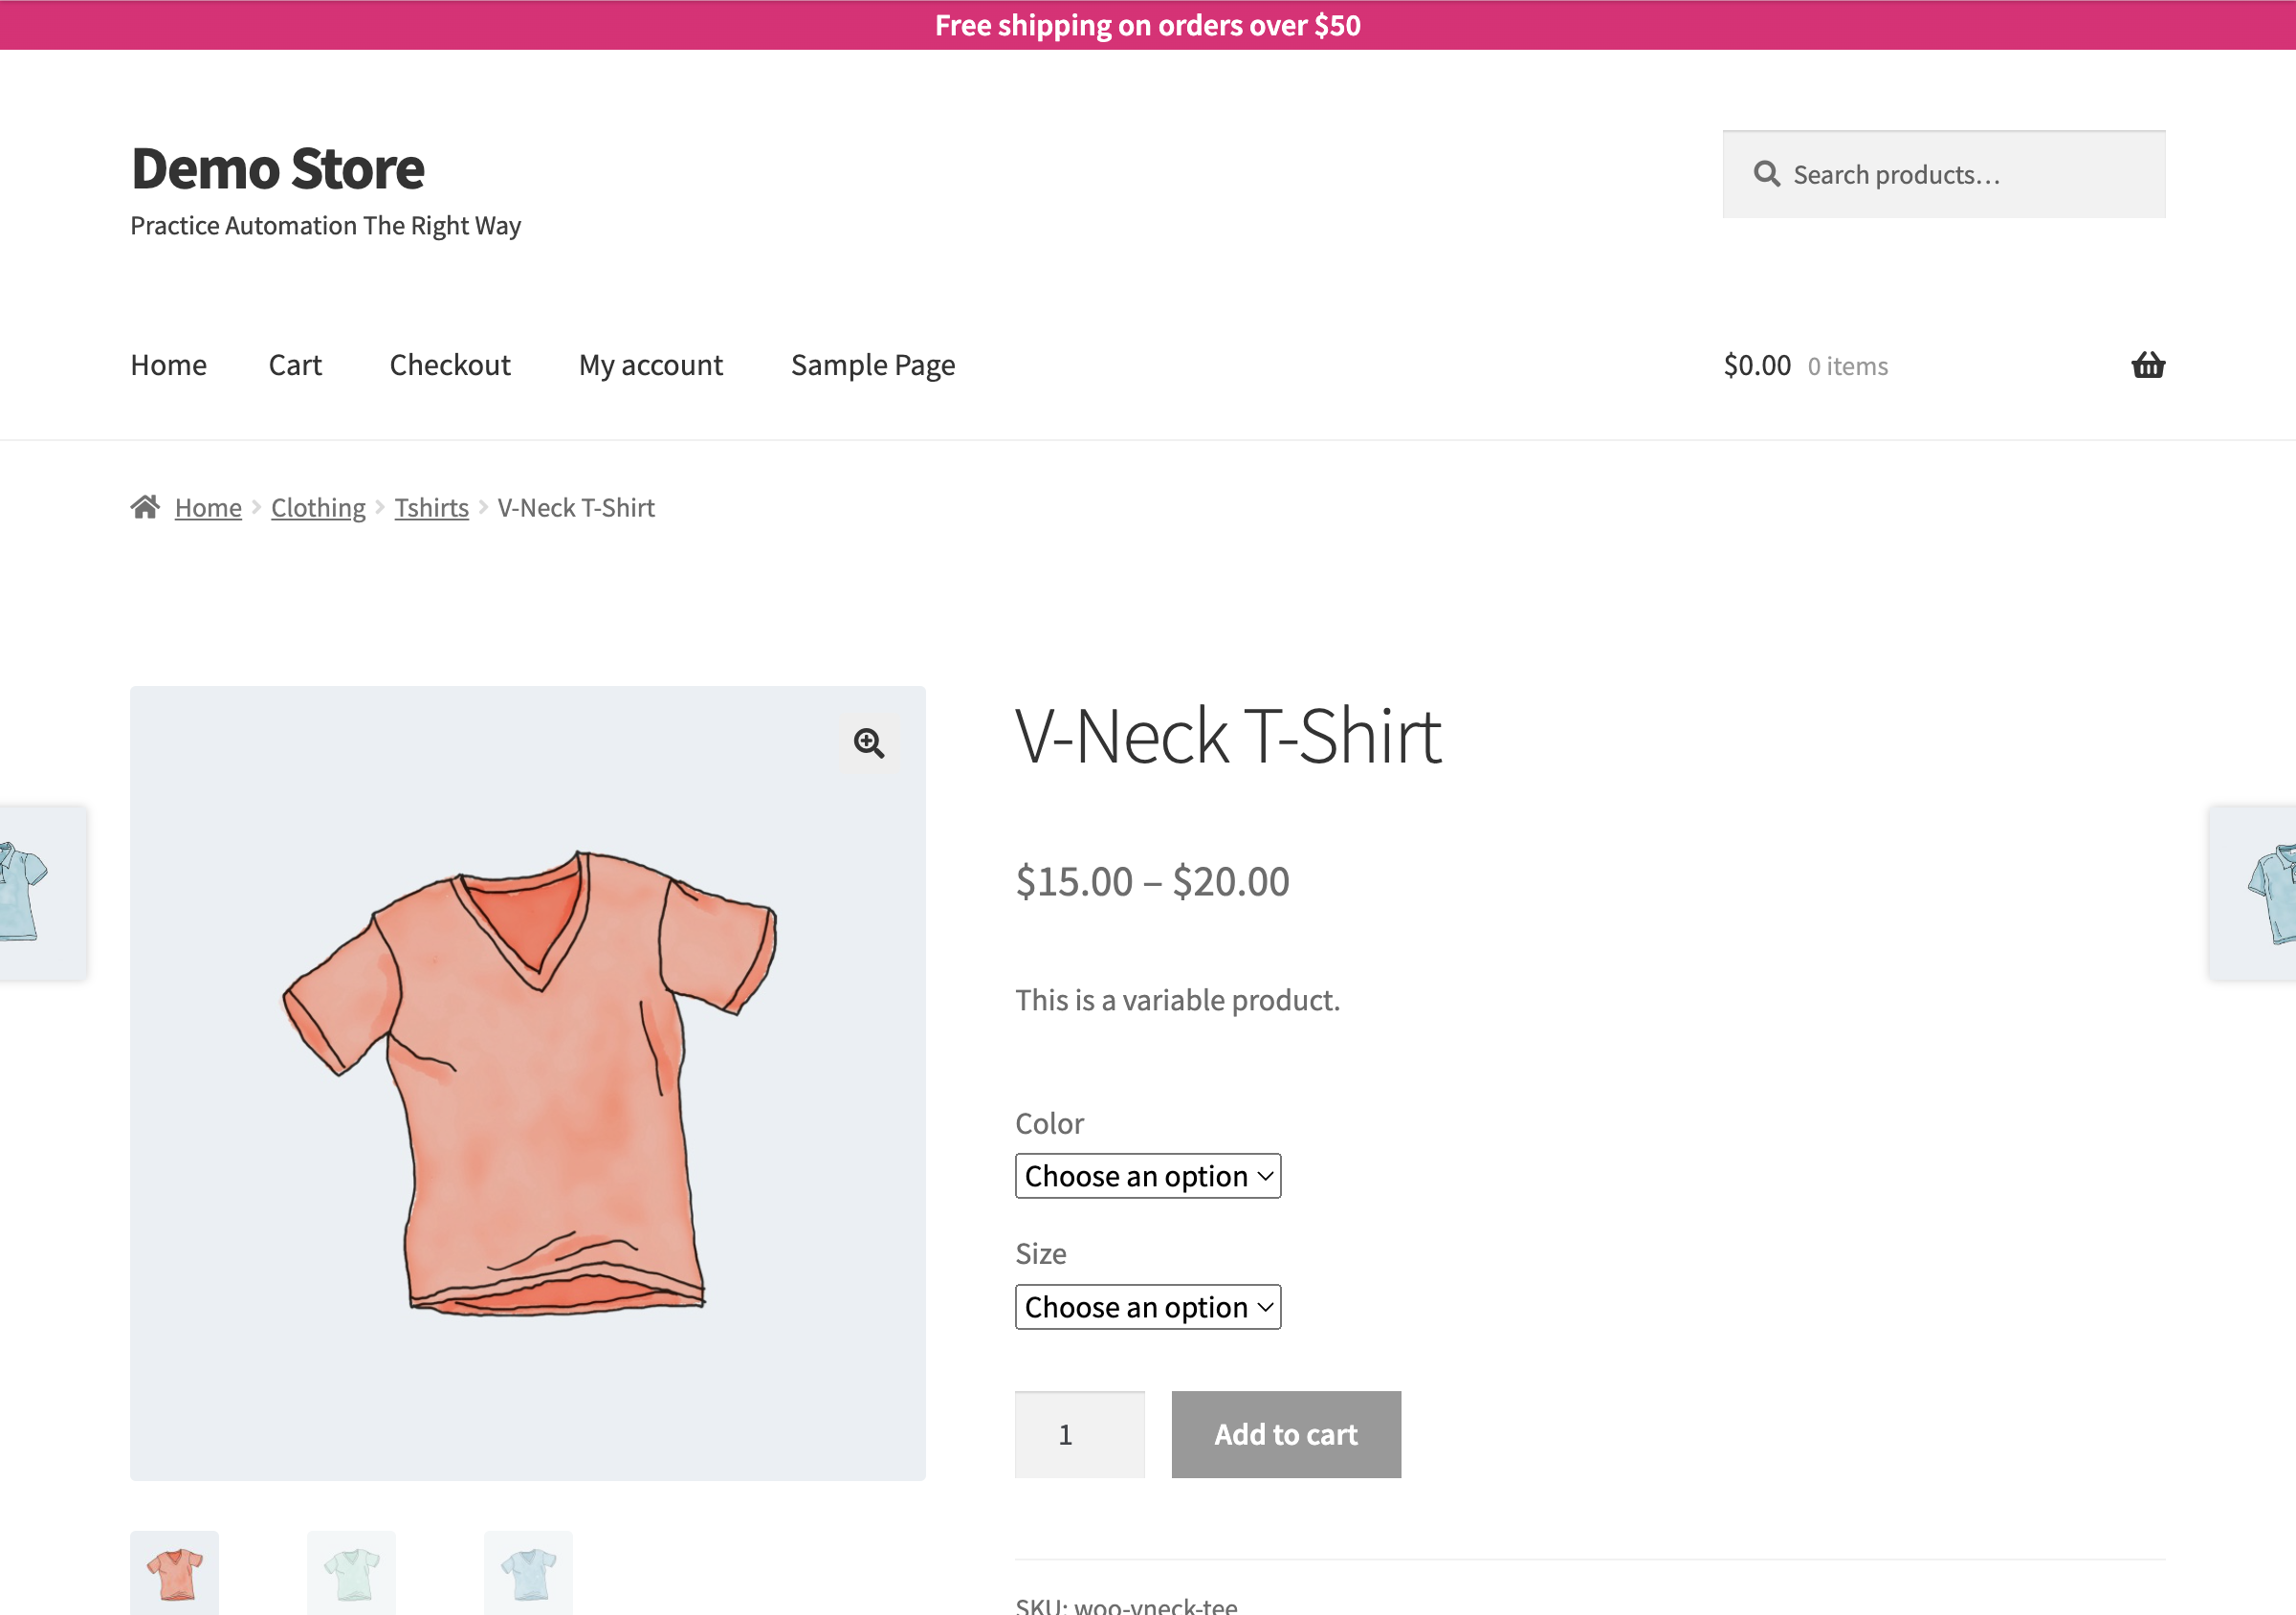 Free shipping on orders over $50
Demo Store
Practice Automation The Right Way
Search products…
Home Cart Checkout My account Sample Page $0.00 0 items
Home Clothing Tshirts V-Neck T-Shirt
V-Neck T-Shirt
$15.00 – $20.00
This is a variable product.
Color
Choose an option
Size
Choose an option
1 Add to cart
SKU: woo-vneck-tee